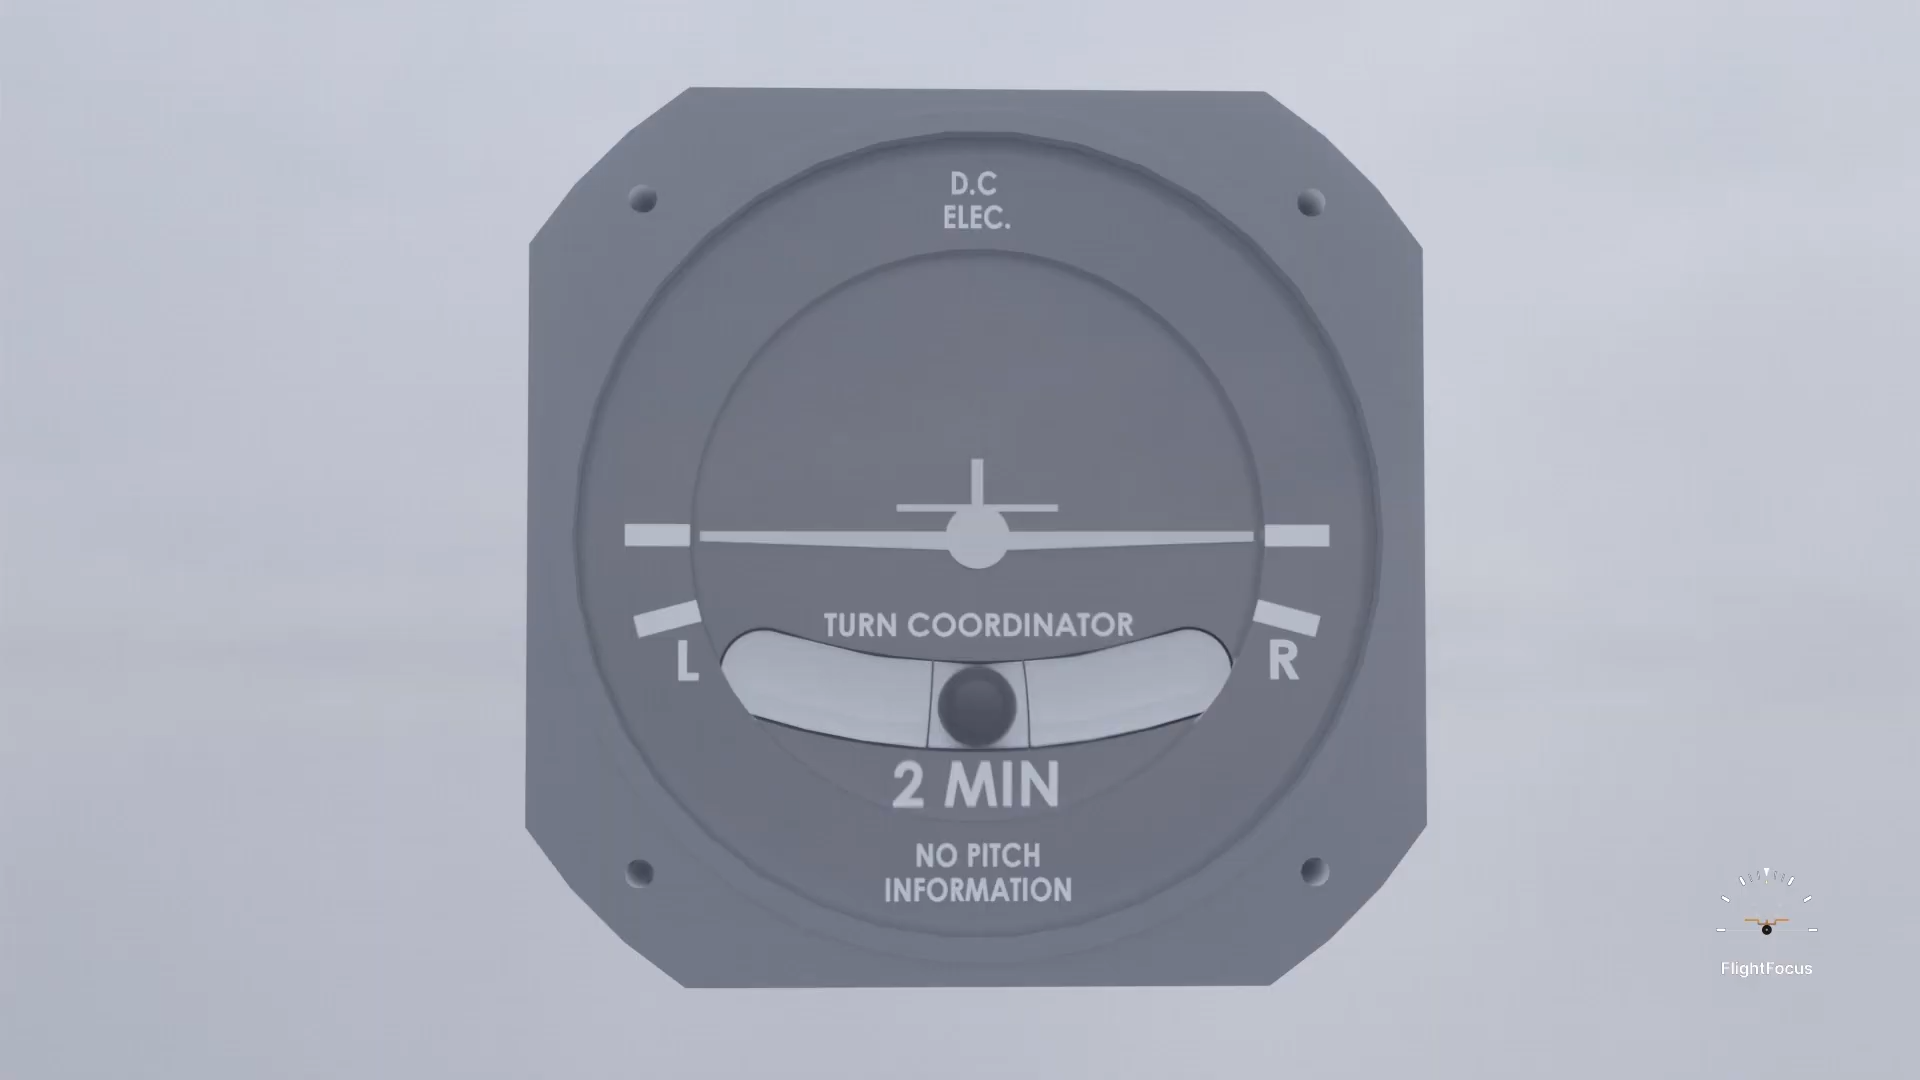 D.C
ELEC.
TURN COORDINATOR
L
R
2 MIN
NO PITCH
INFORMATION
FlightFocus